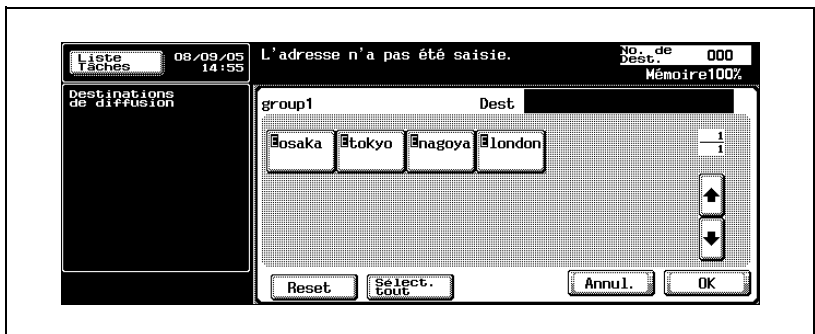 Liste
Tâches
08/09/05
14:55
L'adresse n'a pas été saisie.
No. de
Dest.
000
Mémoire100%
Destinations
de diffusion
group1
Dest
E osaka
E tokyo
E nagoya
E london
1
1
Reset
Sélect.
tout
Annul.
OK